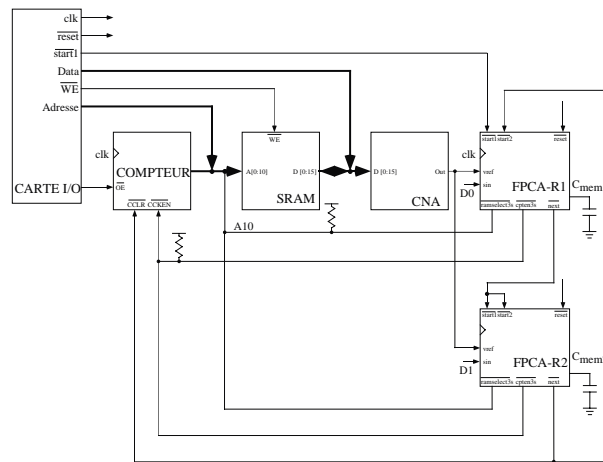 clk
reset
start1
Data
WE
Adresse
CARTE I/O
clk
COMPTEUR
OE
CCLR CCKEN
WE
A[0:10] D [0:15]
SRAM
D [0:15] Out
CNA
A10
start1 start2 reset
clk
FPCA-R1
vref
sin
D0
ramselect3s cpten3s next
Cmem
start1 start2 reset
FPCA-R2
vref
sin
D1
ramselect3s cpten3s next
Cmem